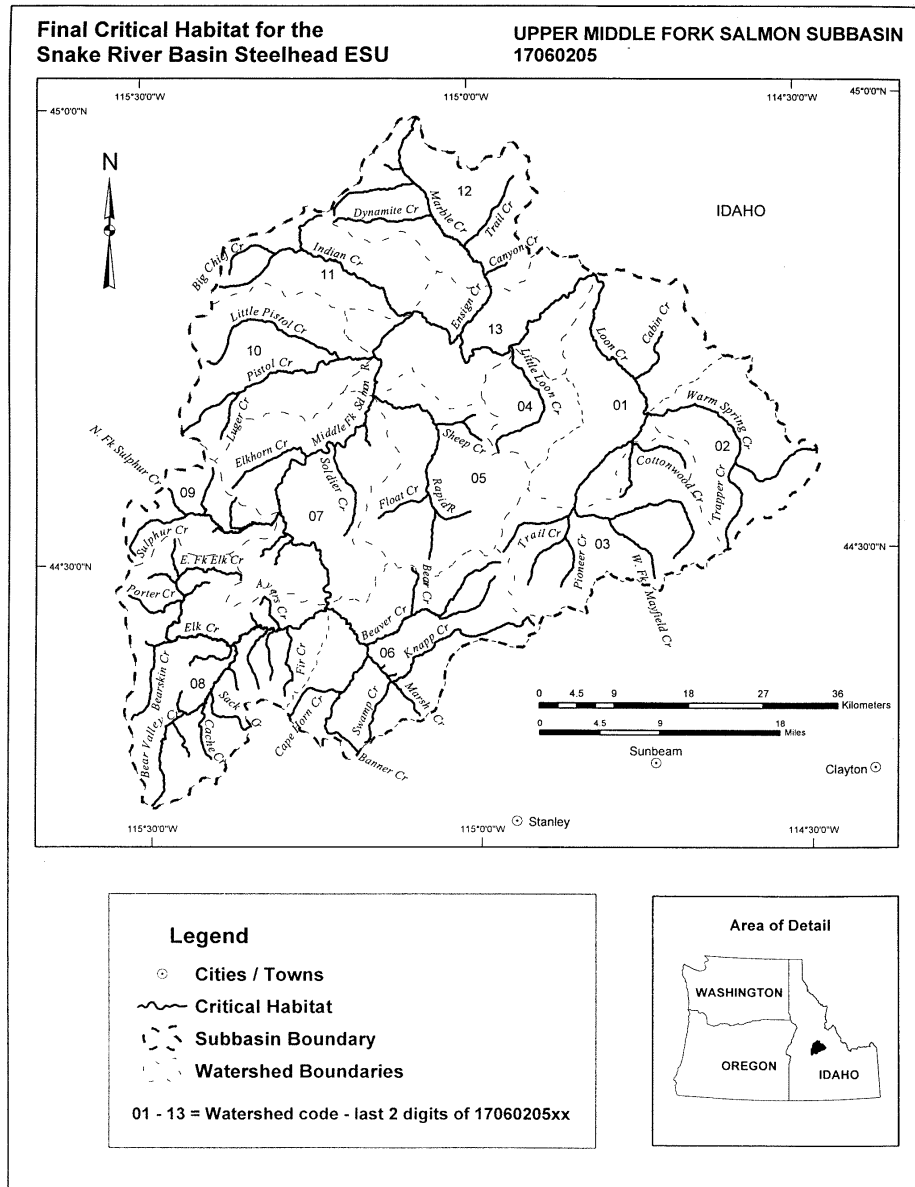 Final Critical Habitat for the
Snake River Basin Steelhead ESU
UPPER MIDDLE FORK SALMON SUBBASIN
17060205
115°30'0"W
115°0'0"W
114°30'0"W
45°0'0"N
45°0'0"N
N
IDAHO
12
Marble Cr
Trail Cr
Dynamite Cr
Canyon Cr
Big Chief Cr
Indian Cr
11
Ensign Cr
13
Little Pistol Cr
10
Pistol Cr
Luger Cr
Loon Cr
Cabin Cr
Little Loon Cr
04
01
Warm Spring Cr
02
Trapper Cr
Cottonwood Cr
Middle Fk Salmon R
Elkhorn Cr
Soldier Cr
Sheep Cr
05
Rapid R
Float Cr
N. Fk Sulphur Cr
09
07
Sulphur Cr
E. Fk Elk Cr
Porter Cr
Ayars Cr
Elk Cr
Bearskin Cr
08
Sack Cr
Fir Cr
Cache Cr
Bear Valley Cr
Trail Cr
Pioneer Cr
03
W. Fk Mayfield Cr
Bear Cr
Beaver Cr
Knapp Cr
06
Marsh Cr
Swamp Cr
Cape Horn Cr
Banner Cr
44°30'0"N
44°30'0"N
0 4.5 9 18 27 36
Kilometers
0 4.5 9 18
Miles
Sunbeam
Clayton
Stanley
115°30'0"W
115°0'0"W
114°30'0"W
Legend
Cities / Towns
Critical Habitat
Subbasin Boundary
Watershed Boundaries
01 - 13 = Watershed code - last 2 digits of 17060205xx
Area of Detail
WASHINGTON
OREGON
IDAHO